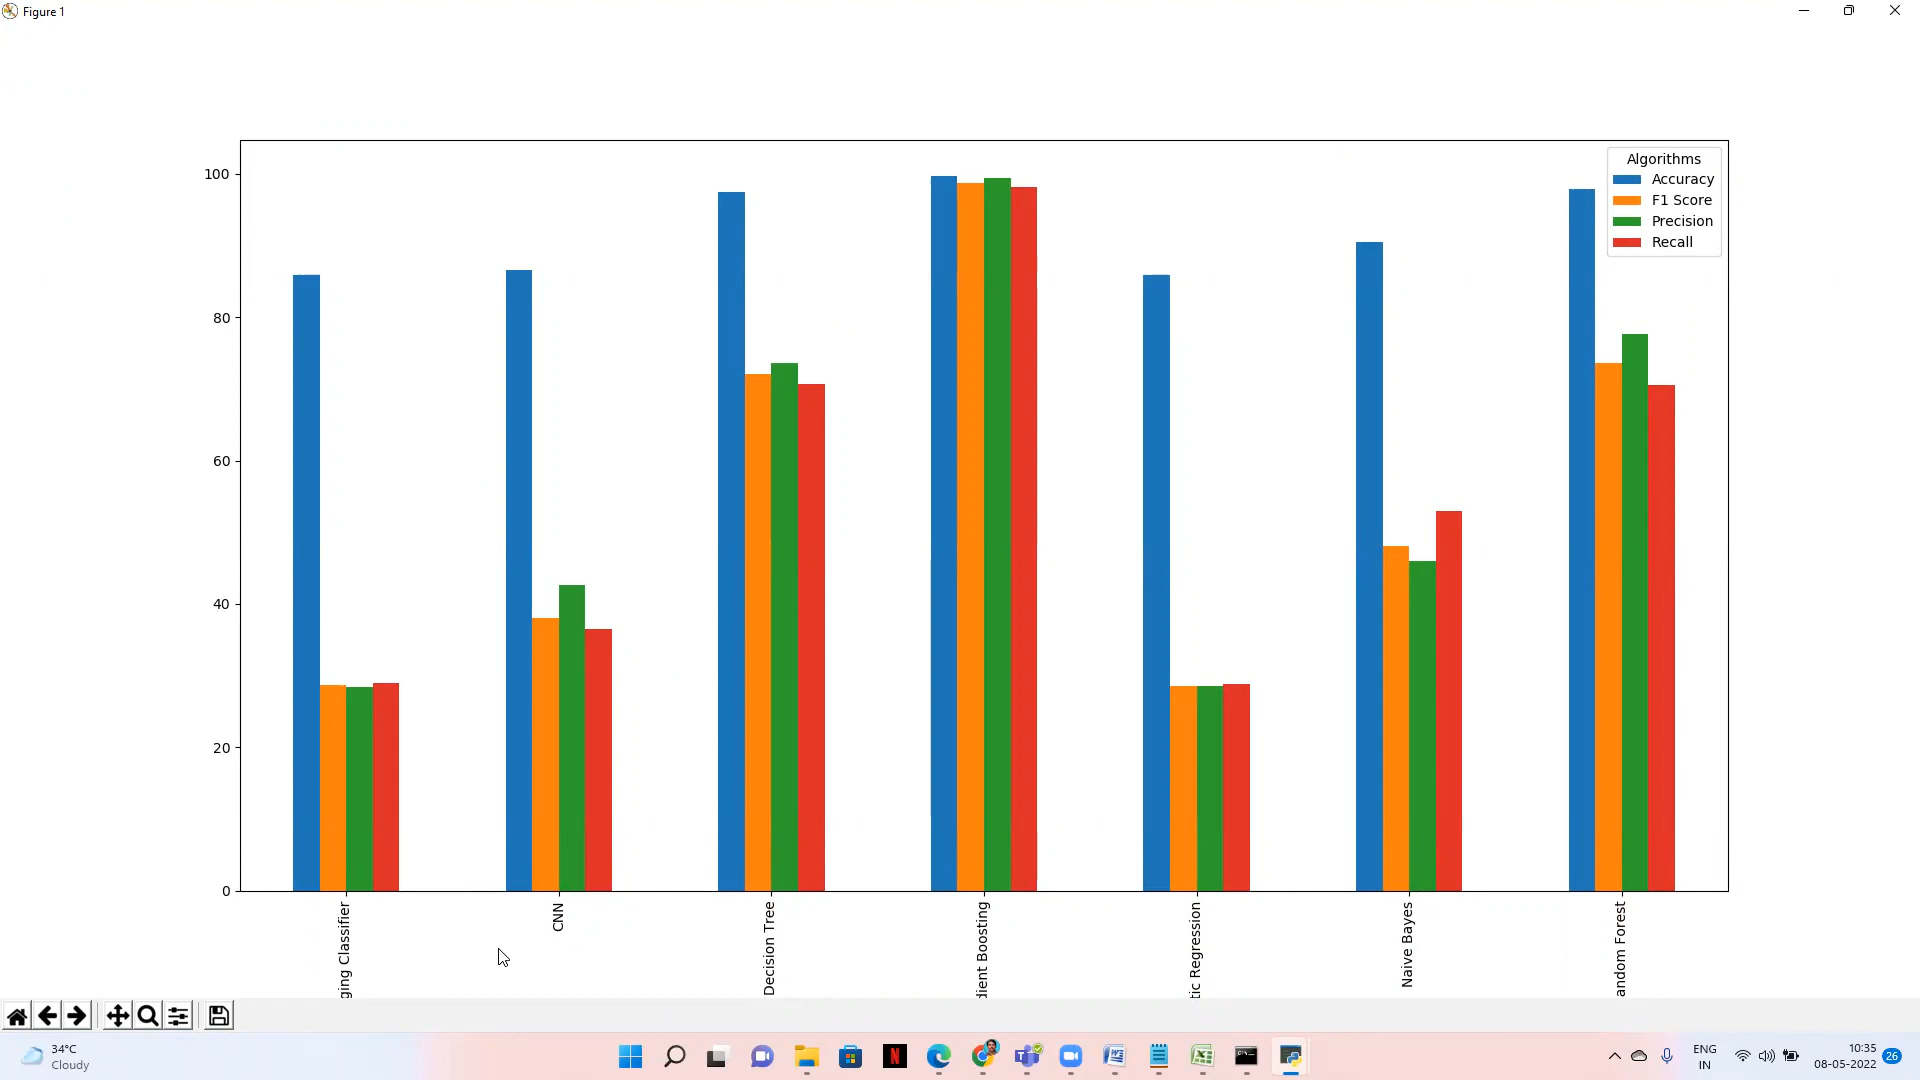 Figure 1
100
80
60
40
20
0
Algorithms
Accuracy
F1 Score
Precision
Recall
ging Classifier
CNN
Decision Tree
dient Boosting
tic Regression
Naive Bayes
andom Forest
34°C
Cloudy
N
W
ENG
IN
10:35
08-05-2022
26